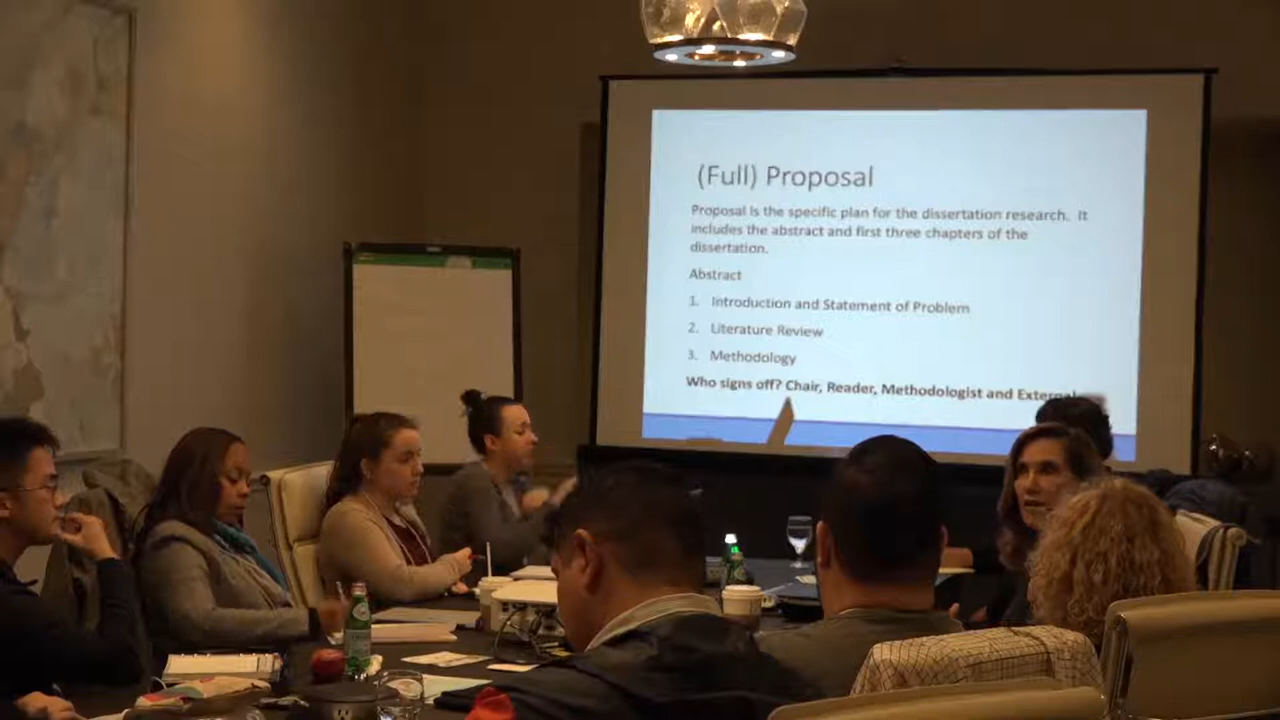 (Full) Proposal
Proposal is the specific plan for the dissertation research. It
includes the abstract and first three chapters of the
dissertation.
Abstract
1. Introduction and Statement of Problem
2. Literature Review
3. Methodology
Who signs off? Chair, Reader, Methodologist and External